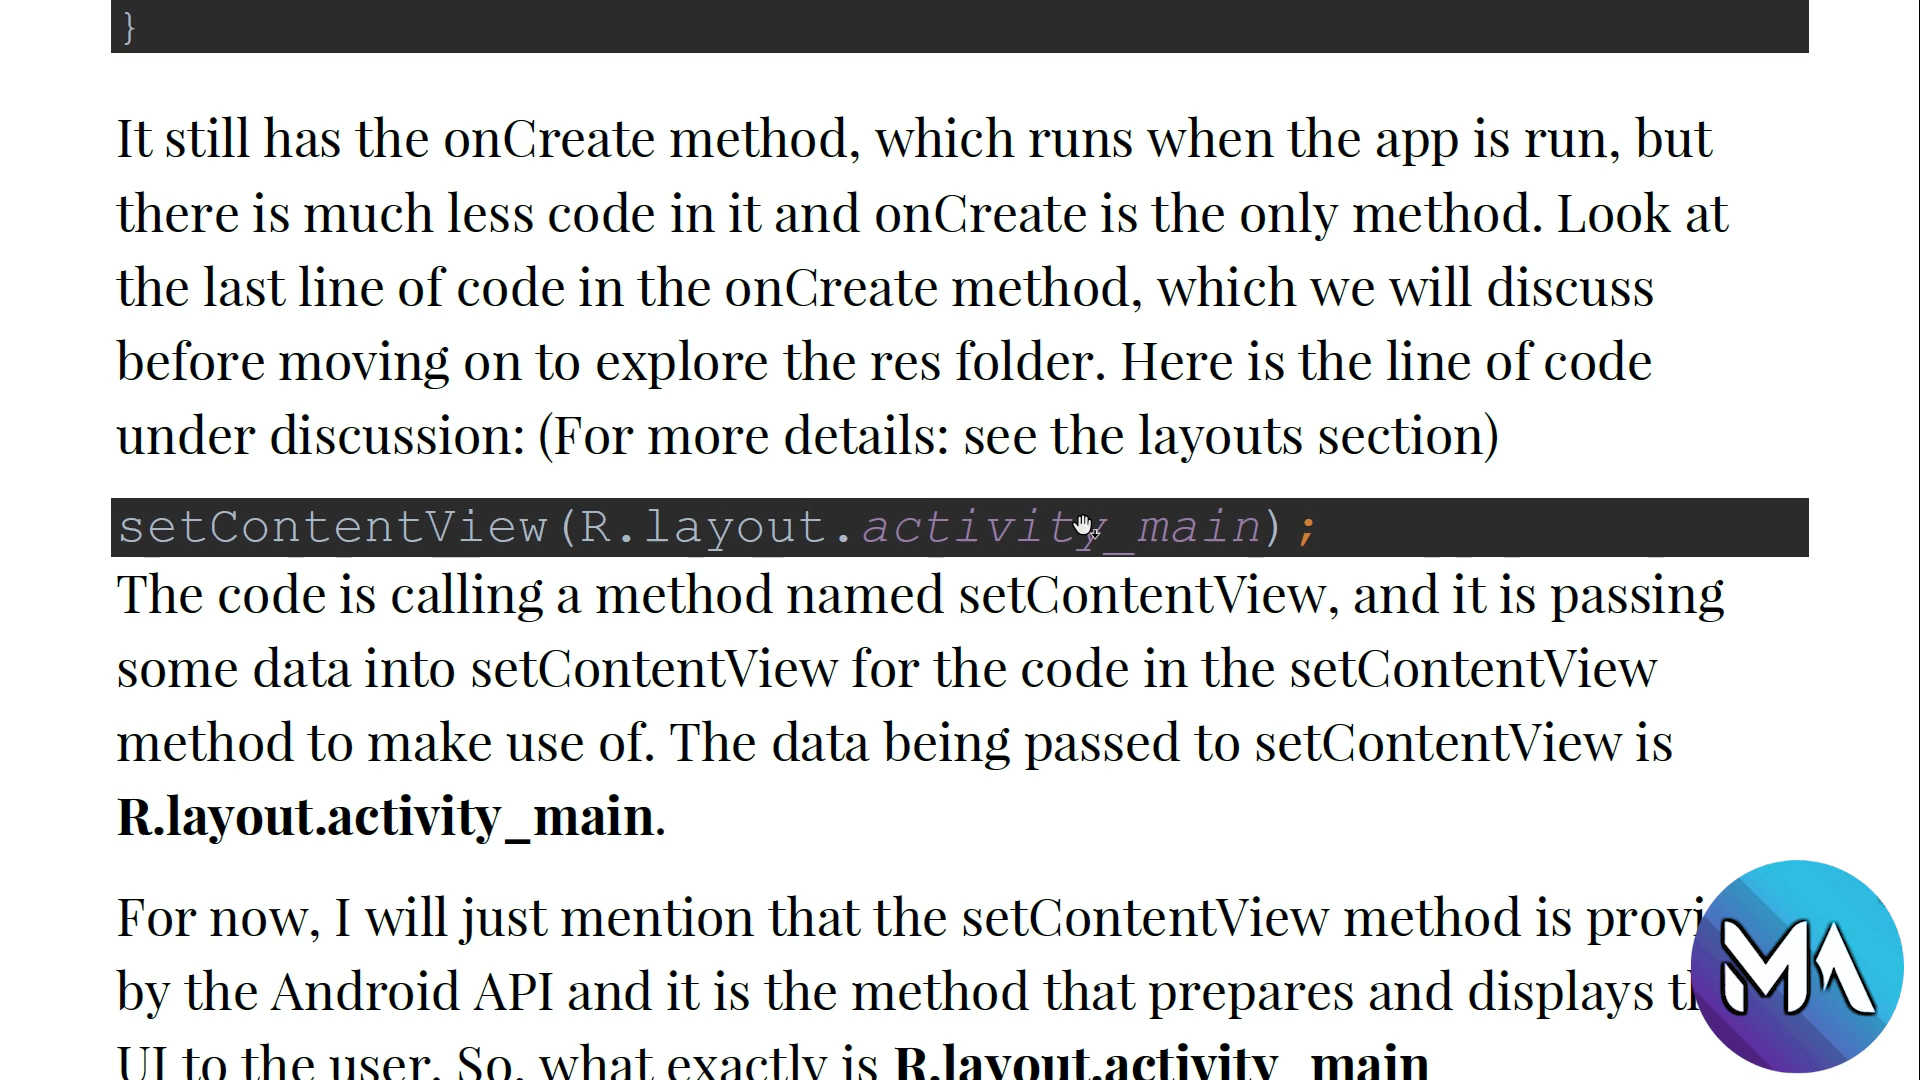 }
It still has the onCreate method, which runs when the app is run, but
there is much less code in it and onCreate is the only method. Look at
the last line of code in the onCreate method, which we will discuss
before moving on to explore the res folder. Here is the line of code
under discussion: (For more details: see the layouts section)
setContentView(R.layout.activity_main);
The code is calling a method named setContentView, and it is passing
some data into setContentView for the code in the setContentView
method to make use of. The data being passed to setContentView is
R.layout.activity_main.
For now, I will just mention that the setContentView method is
by the Android API and it is the method that prepares and displays
UI to the user. So, what exactly is R.layout.activity_main
MA